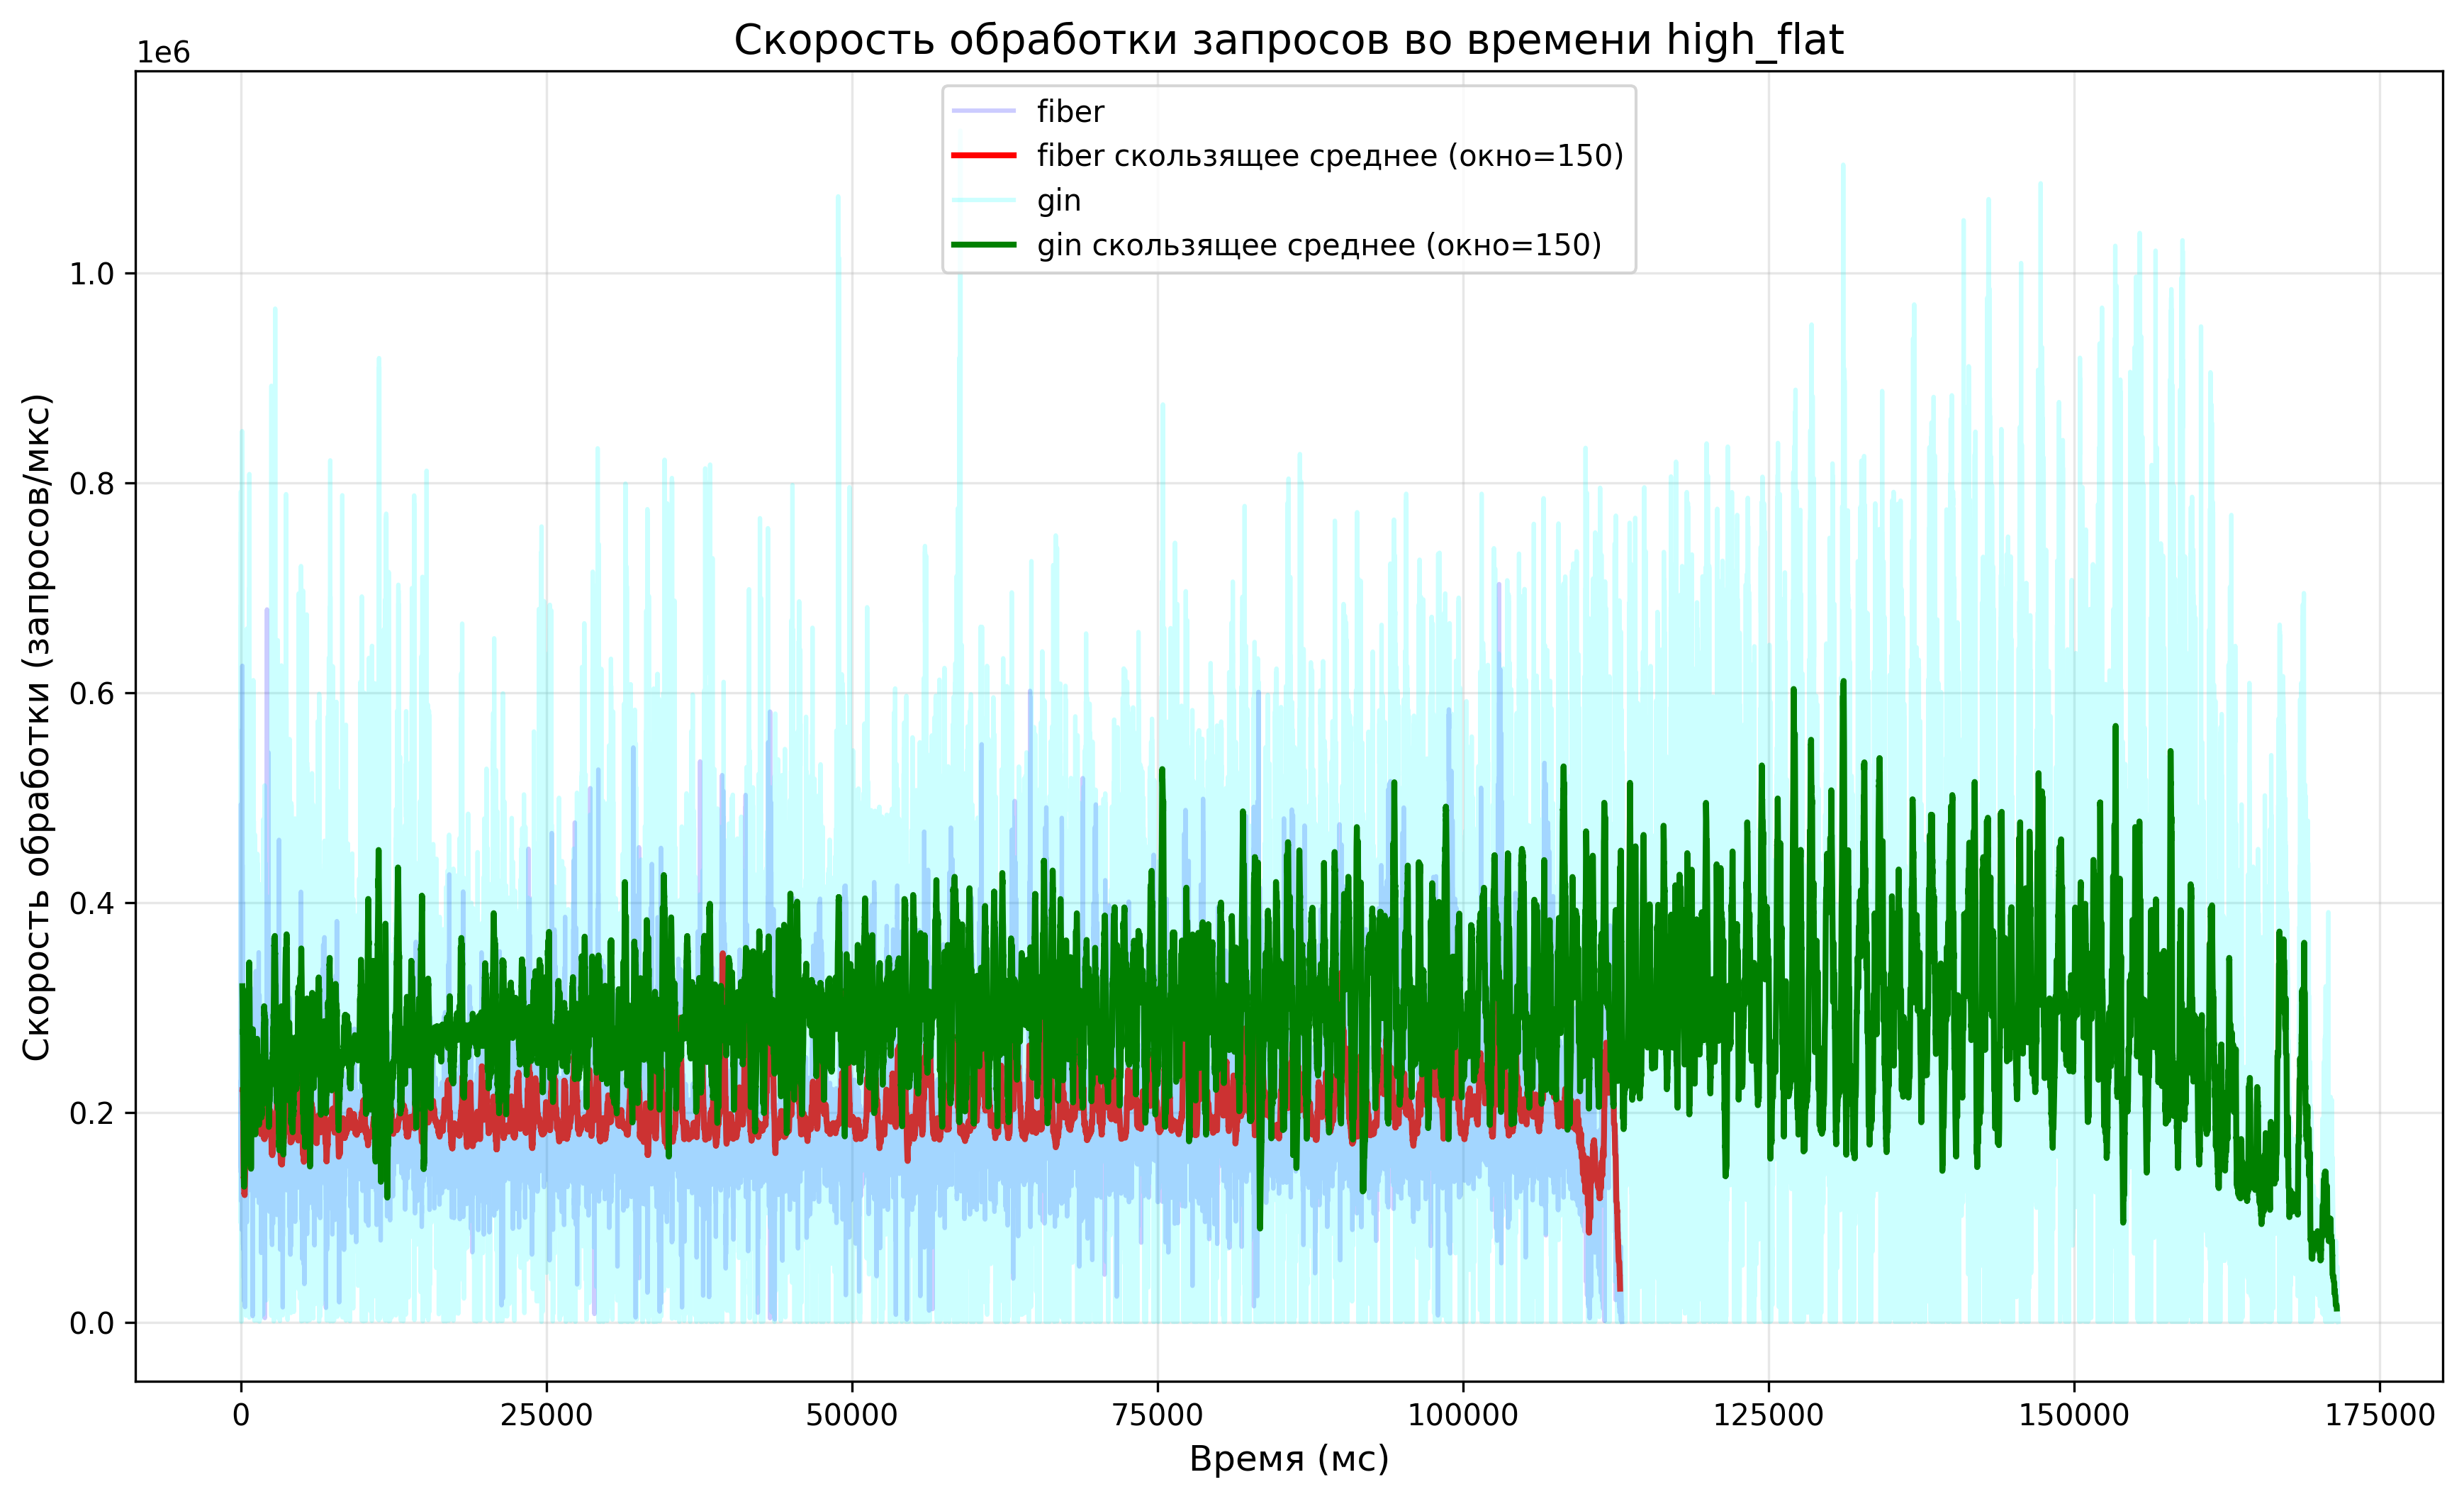 Скорость обработки запросов во времени high_flat
1e6
fiber
fiber скользящее среднее (окно=150)
gin
gin скользящее среднее (окно=150)
Скорость обработки (запросов/мкс)
1.0
0.8
0.6
0.4
0.2
0.0
0 25000 50000 75000 100000 125000 150000 175000
Время (мс)